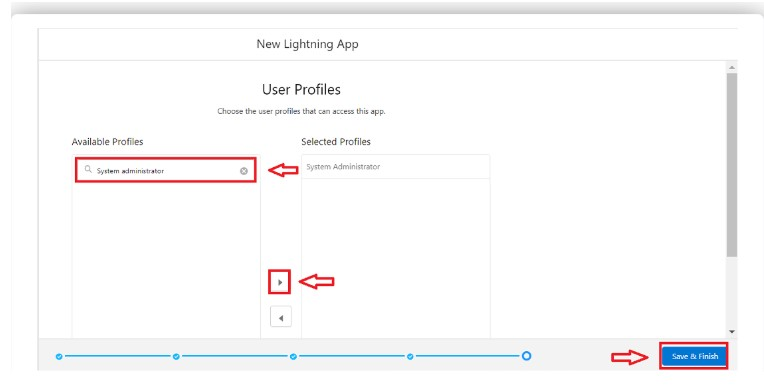 New Lightning App
User Profiles
Choose the user profiles that can access this app.
Available Profiles
Selected Profiles
System administrator
System Administrator
Save & Finish